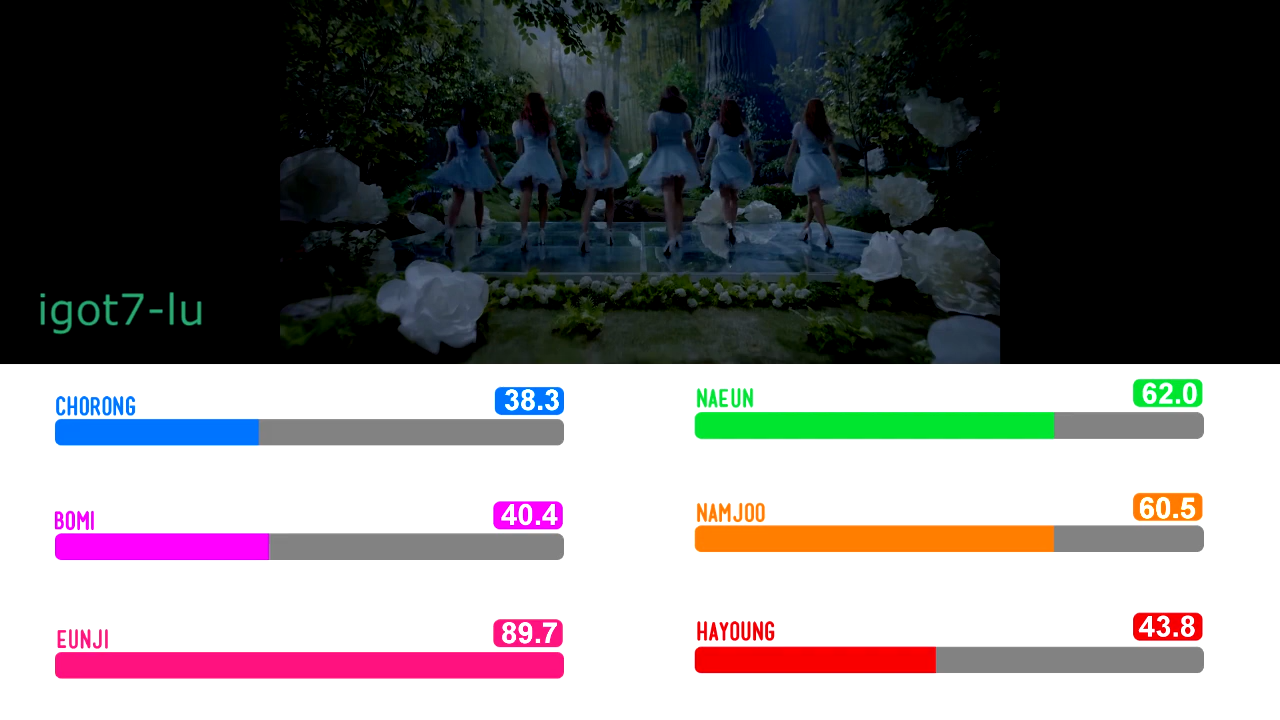 igot7-lu
CHORONG 38.3
NAEUN 62.0
BOMI 40.4
NAMJOO 60.5
EUNJI 89.7
HAYOUNG 43.8